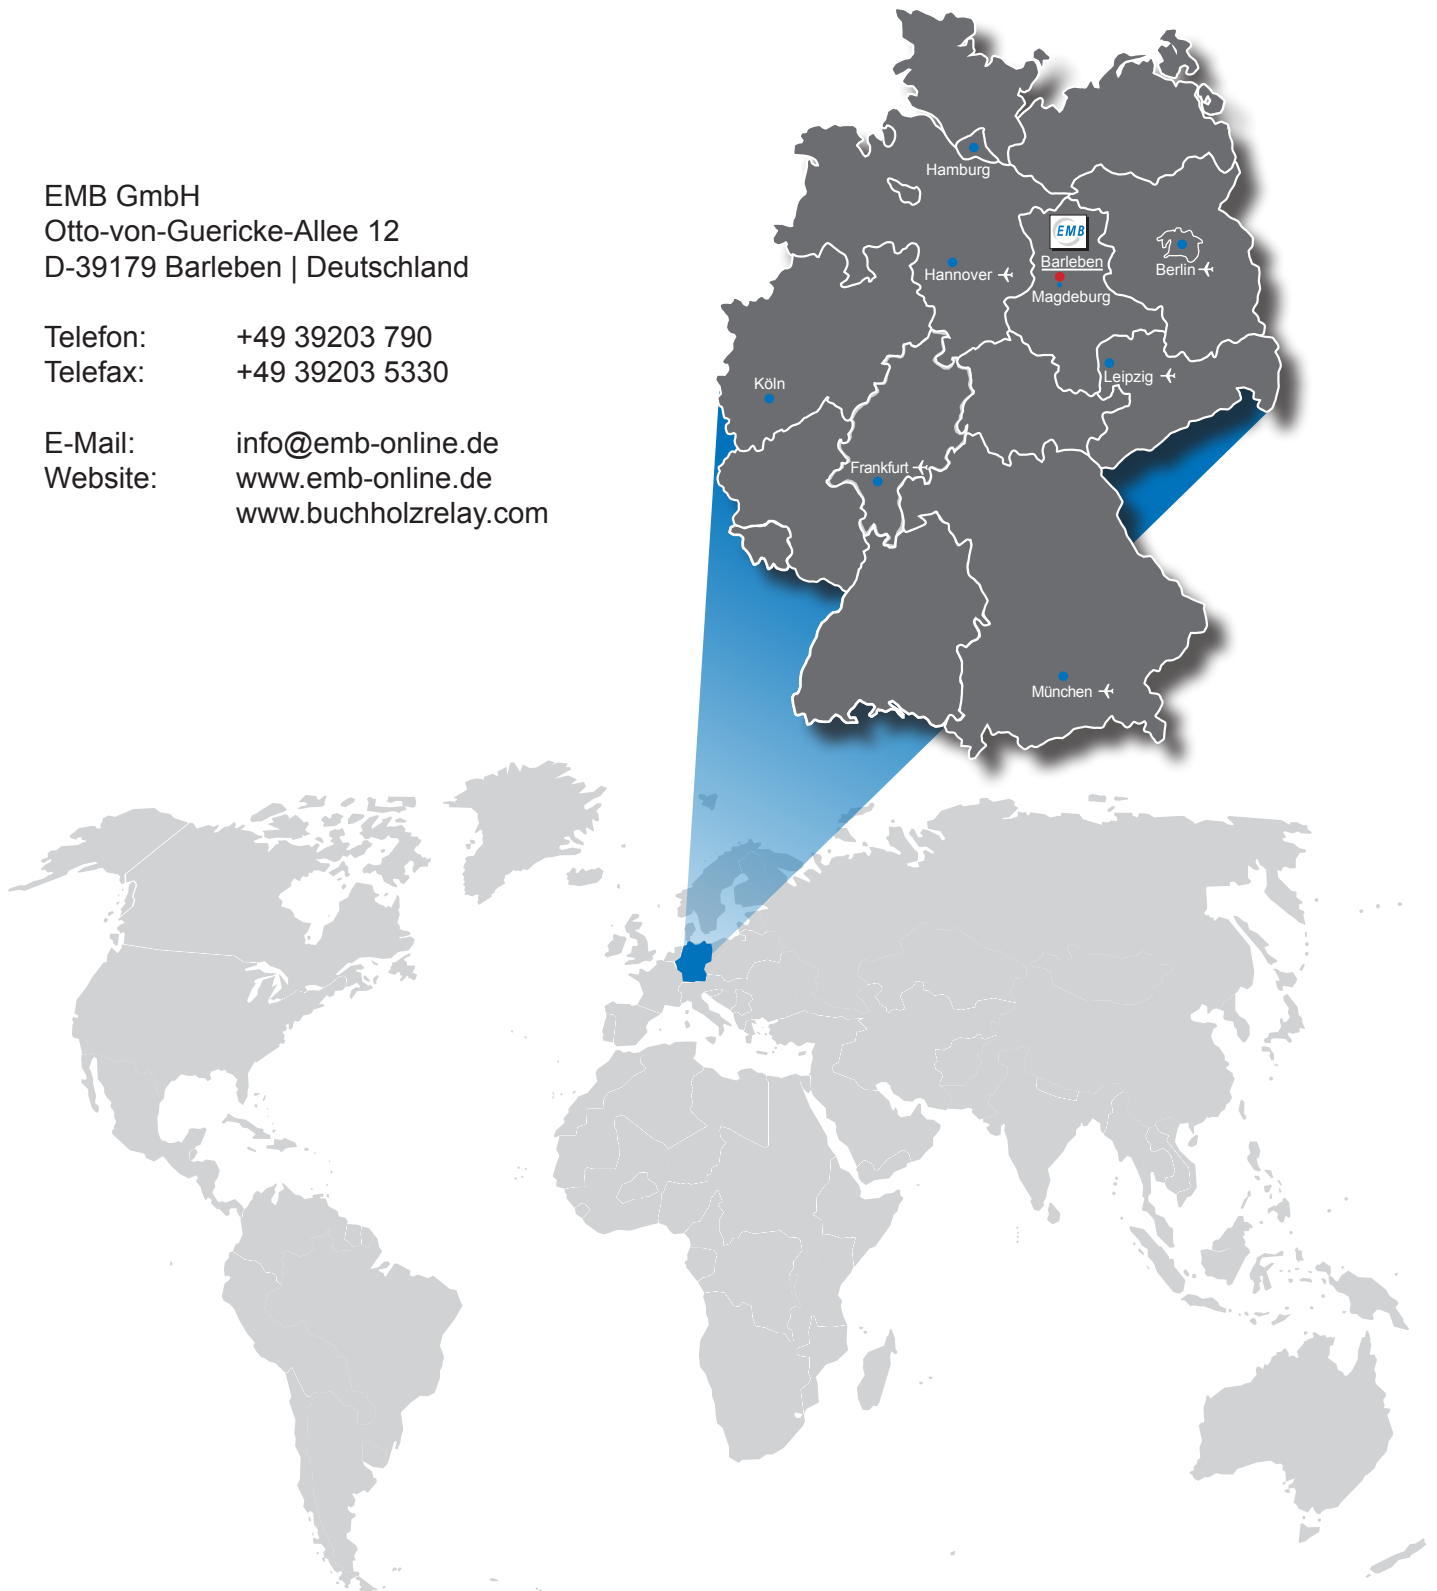 EMB GmbH
Otto-von-Guericke-Allee 12
D-39179 Barleben | Deutschland
Telefon: +49 39203 790
Telefax: +49 39203 5330
E-Mail: info@emb-online.de
Website: www.emb-online.de
www.buchholzrelay.com
Hamburg
EMB
Barleben
Hannover
Berlin
Magdeburg
Leipzig
Köln
Frankfurt
München